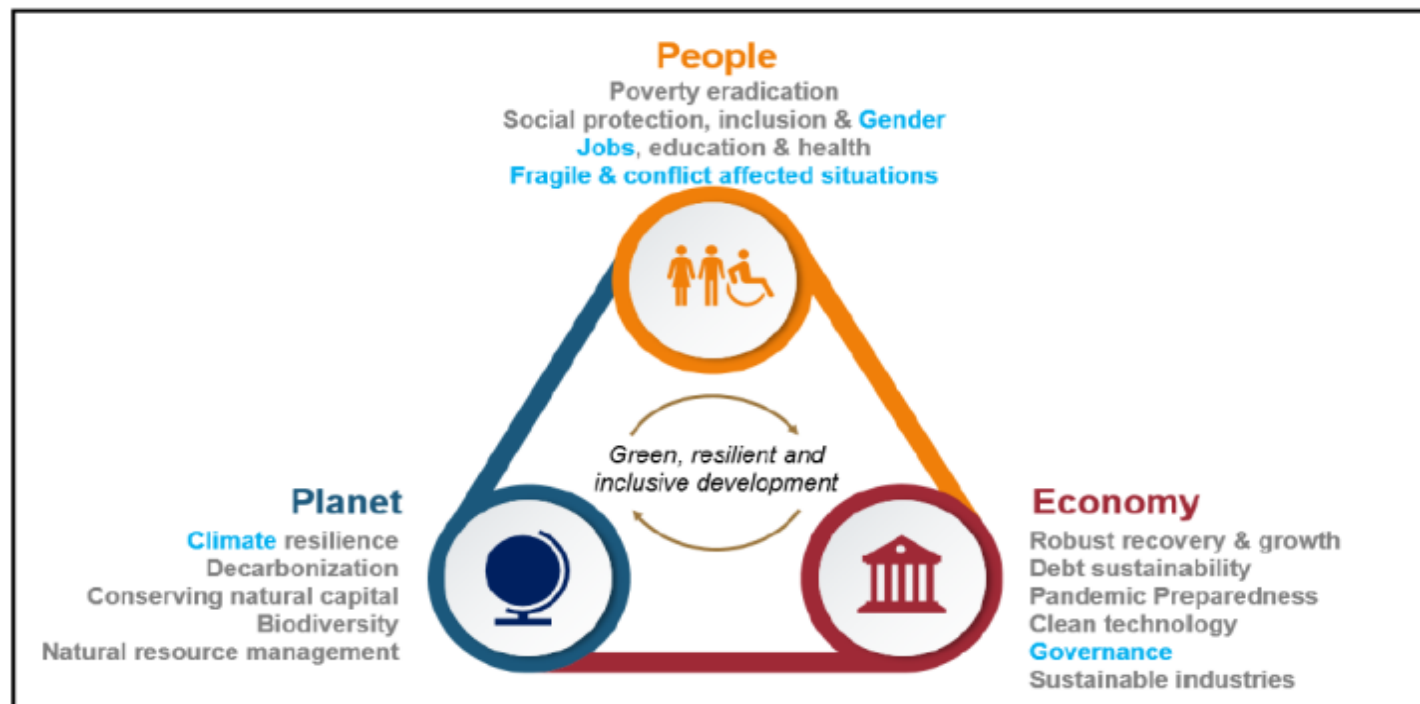 People
Poverty eradication
Social protection, inclusion & Gender
Jobs, education & health
Fragile & conflict affected situations
Green, resilient and
inclusive development
Planet
Climate resilience
Decarbonization
Conserving natural capital
Biodiversity
Natural resource management
Economy
Robust recovery & growth
Debt sustainability
Pandemic Preparedness
Clean technology
Governance
Sustainable industries